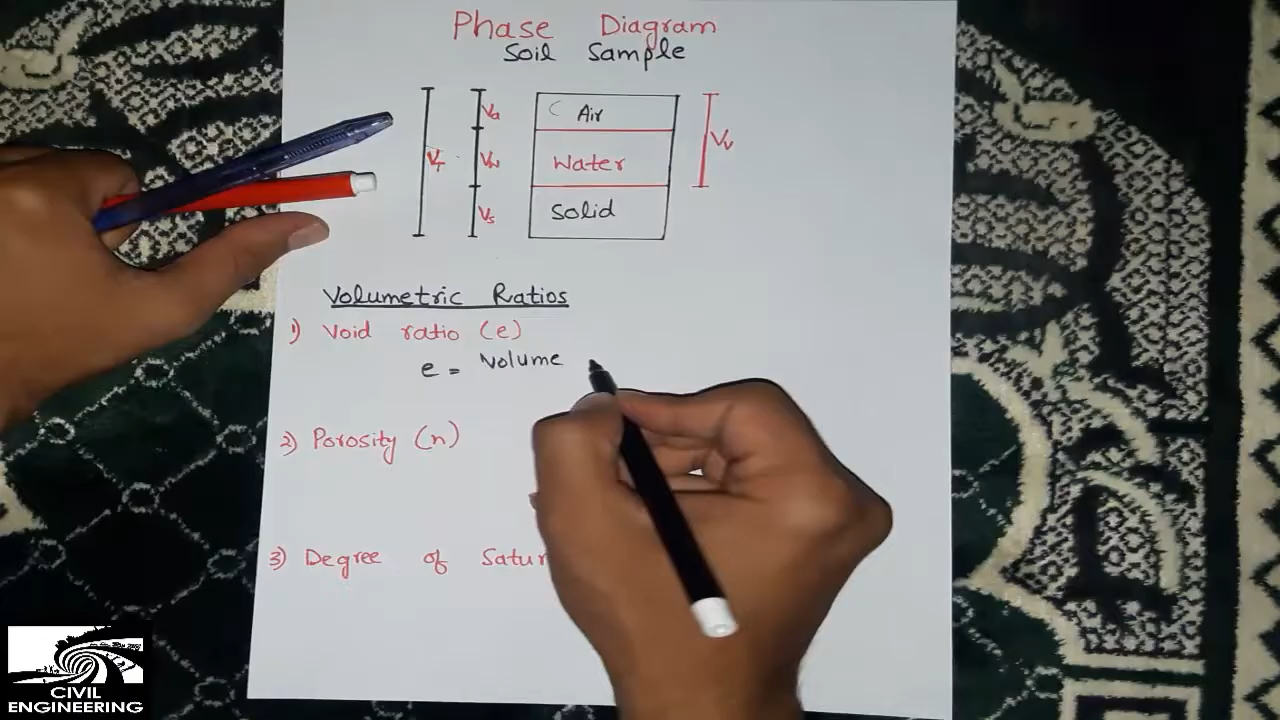 Phase Diagram
Soil Sample
Va
Air
Vv
VT
Vw
Water
Vs
Solid
Volumetric Ratios
1) Void ratio (e)
e = Volume
2) Porosity (n)
3) Degree of Satur
CIVIL
ENGINEERING